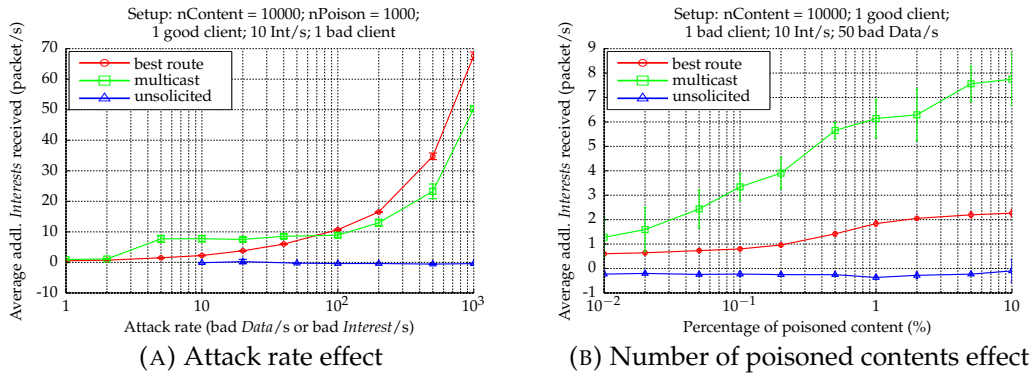 Setup: nContent = 10000; nPoison = 1000;
1 good client; 10 Int/s; 1 bad client
70
60
50
40
30
20
10
0
-10
best route
multicast
unsolicited
1
10
10²
10³
Average addl. Interests received (packet/s)
Attack rate (bad Data/s or bad Interest/s)
(A) Attack rate effect
Setup: nContent = 10000; 1 good client;
1 bad client; 10 Int/s; 50 bad Data/s
9
8
7
6
5
4
3
2
1
0
-1
best route
multicast
unsolicited
10⁻²
10⁻¹
1
10
Average addl. Interests received (packet/s)
Percentage of poisoned content (%)
(B) Number of poisoned contents effect